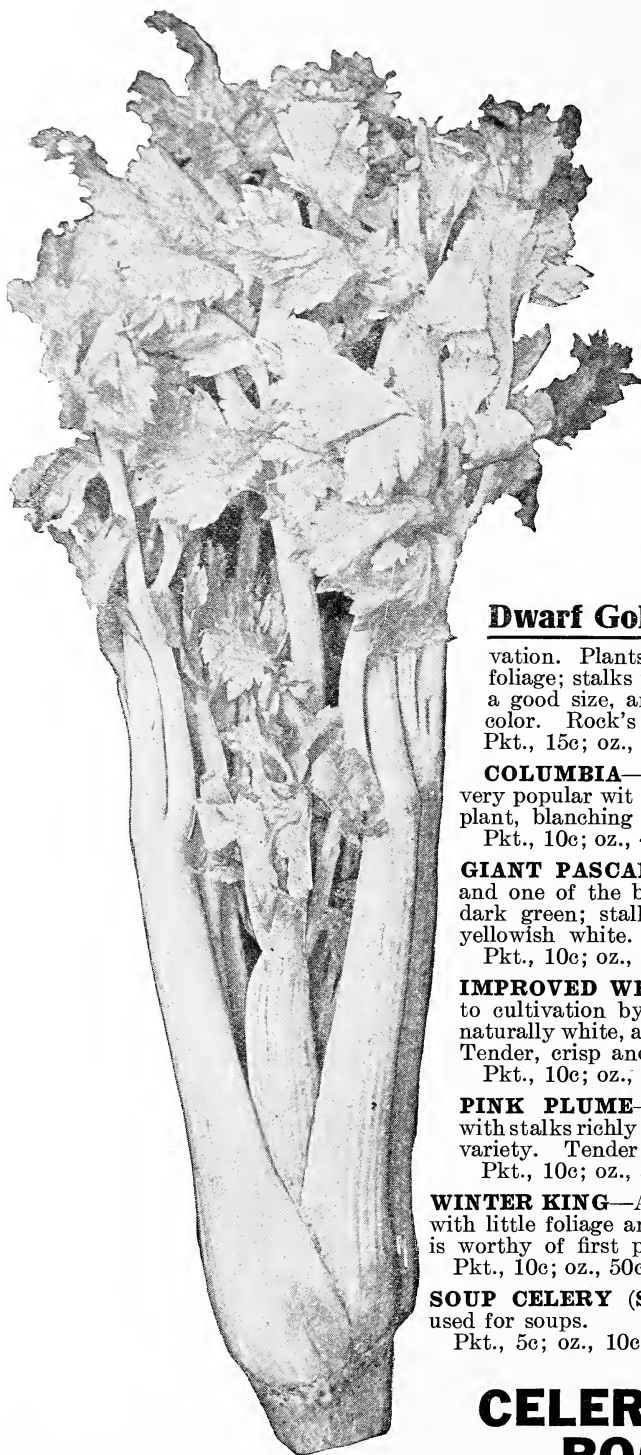 Dwarf Gol
vation. Plants
foliage; stalks
a good size, an
color. Rock's
Pkt., 15c; oz.,
COLUMBIA—
very popular wit
plant, blanching
Pkt., 10c; oz.,
GIANT PASCAL
and one of the b
dark green; stall
yellowish white.
Pkt., 10c; oz.,
IMPROVED WH
to cultivation by
naturally white, a
Tender, crisp and
Pkt., 10c; oz.,
PINK PLUME—
with stalks richly
variety. Tender
Pkt., 10c; oz.,
WINTER KING—A
with little foliage an
is worthy of first p
Pkt., 10c; oz., 50c
SOUP CELERY (S
used for soups.
Pkt., 5c; oz., 10c
CELER
ROO